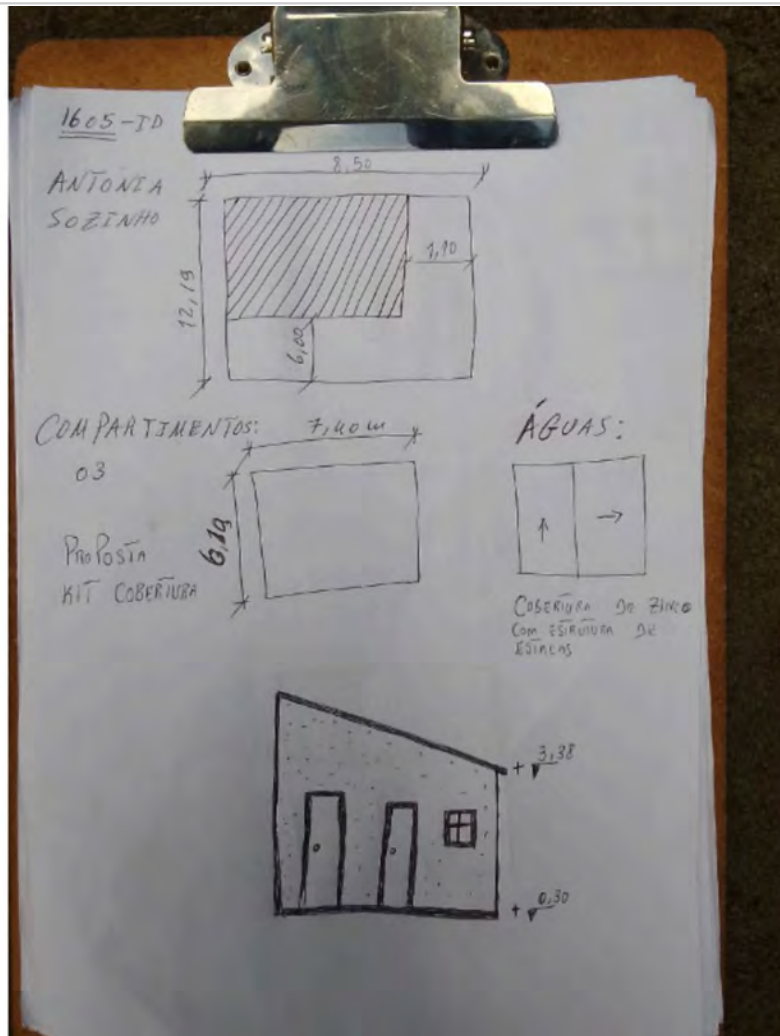 1605-ID
ANTONIA
SOZINHO
8,50
12,19
1,10
6,00
COMPARTIMENTOS:
03
7,40m
6,19
ÁGUAS:
PROPOSTA
KIT COBERTURA
COBERTURA DE ZINCO
COM ESTRUTURA DE
ESTACAS
+ 3,38
+ 0,30